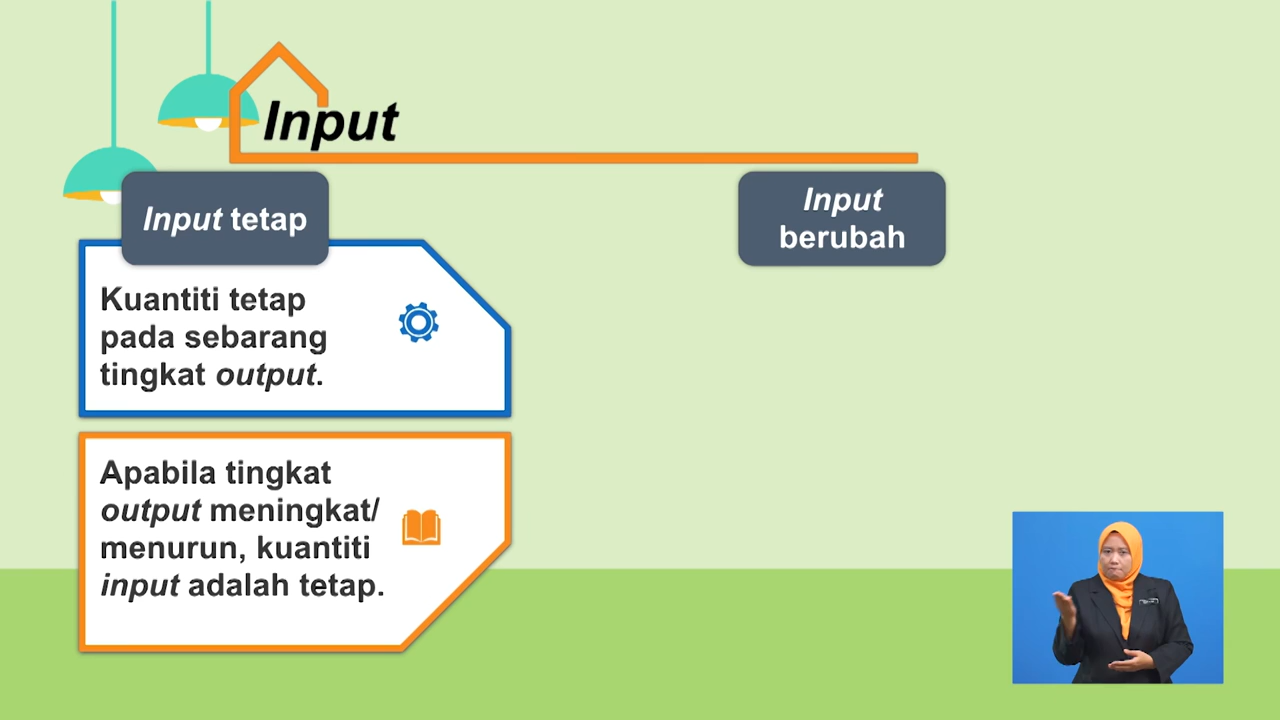 Input
Input tetap
Kuantiti tetap
pada sebarang
tingkat output.
Apabila tingkat
output meningkat/
menurun, kuantiti
input adalah tetap.
Input
berubah